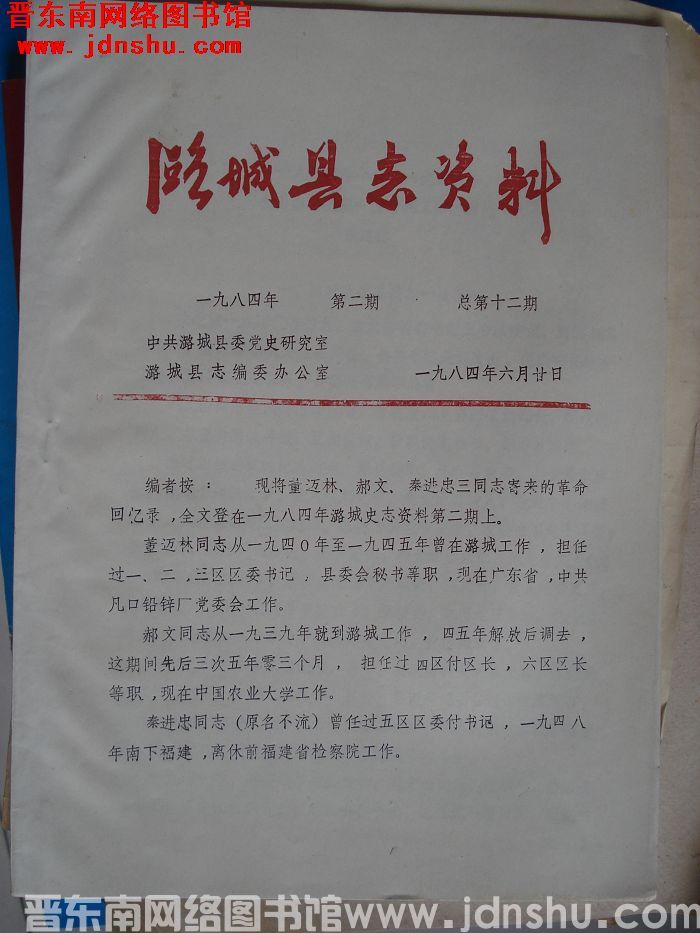 晋东南网络图书馆
www.jdnshu.com
潞城县志资料
一九八四年 第二期 总第十二期
中共潞城县委党史研究室
潞城县志编委办公室 一九八四年六月廿日
编者按： 现将董迈林、郝文、秦进忠三同志寄来的革命
回忆录，全文登在一九八四年潞城史志资料第二期上。
董迈林同志从一九四0年至一九四五年曾在潞城工作，担任
过一、二，三区区委书记，县委会秘书等职，现在广东省，中共
凡口铅锌厂党委会工作。
郝文同志从一九三九年就到潞城工作，四五年解放后调去，
这期间先后三次五年零三个月，担任过四区付区长，六区区长
等职，现在中国农业大学工作。
秦进忠同志（原名不流）曾任过五区区委付书记，一九四八
年南下福建，离休前福建省检察院工作。
晋东南网络图书馆www.jdnshu.com